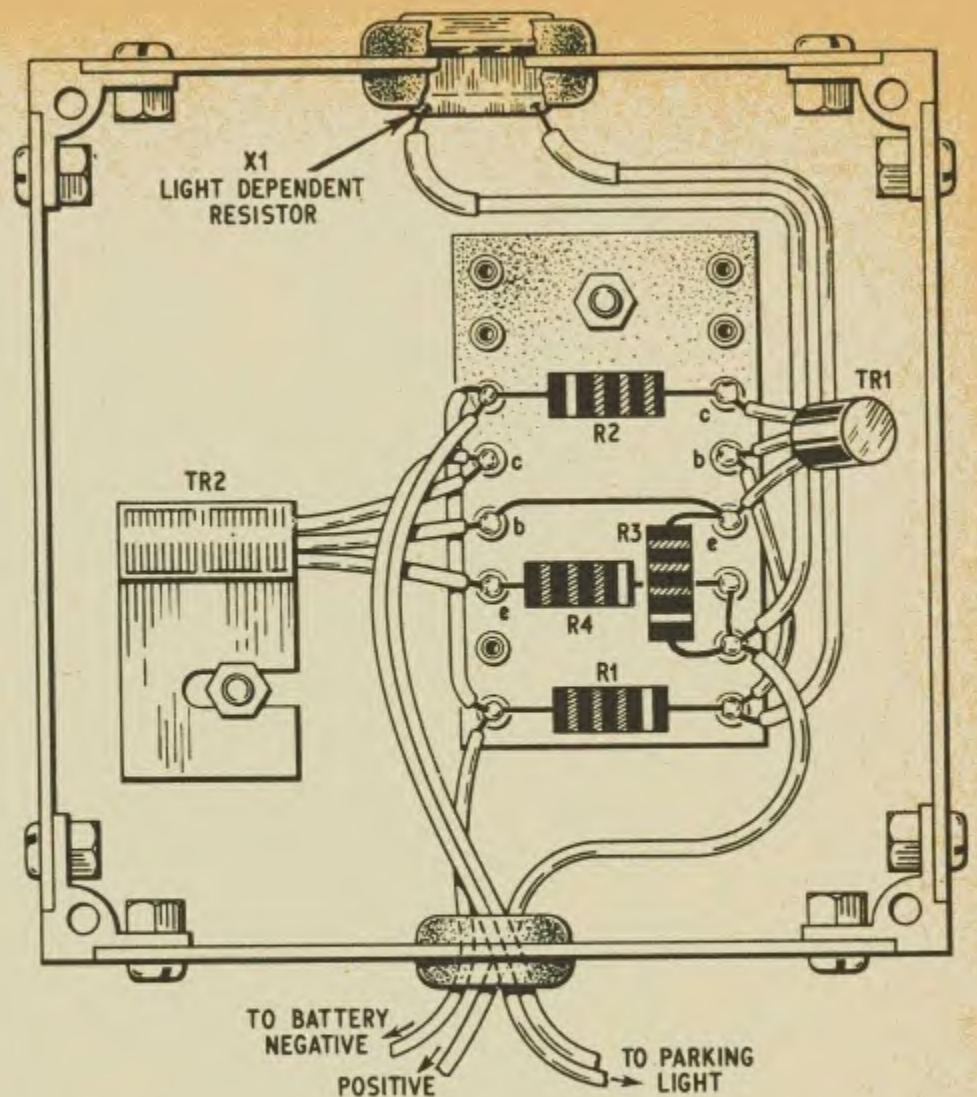 X1
LIGHT DEPENDENT
RESISTOR
TR1
c
R2
b
c
TR2
b
R3
e
e
R4
R1
TO BATTERY
NEGATIVE
POSITIVE
TO PARKING
LIGHT